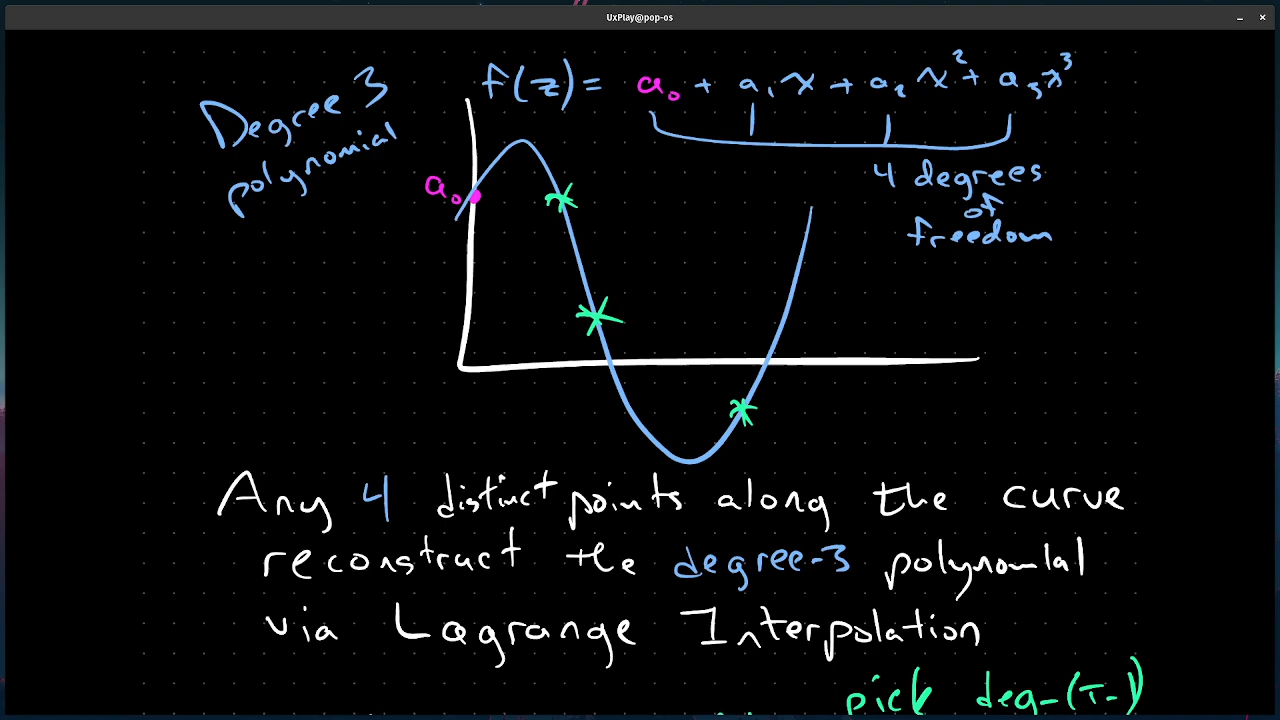 UxPlay@pop-os
Degree 3
polynomial
f(z) = a₀ + a₁x + a₂x² + a₃x³
4 degrees
of
freedom
a₀
Any 4 distinct points along the curve
reconstruct the degree-3 polynomial
via Lagrange Interpolation
pick deg-(T-)